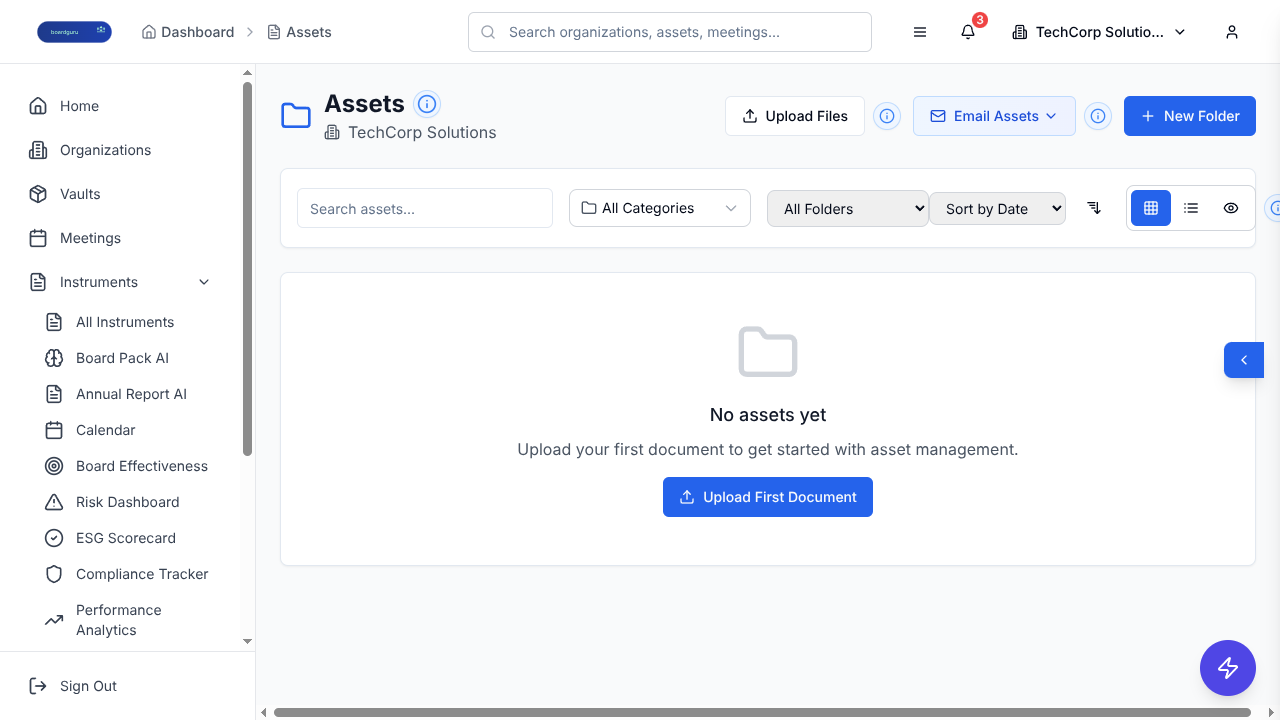 boardguru
Dashboard
Assets
Search organizations, assets, meetings...
3
TechCorp Solutio...
Home
Organizations
Vaults
Meetings
Instruments
All Instruments
Board Pack AI
Annual Report AI
Calendar
Board Effectiveness
Risk Dashboard
ESG Scorecard
Compliance Tracker
Performance
Analytics
Sign Out
Assets
TechCorp Solutions
Upload Files
Email Assets
New Folder
Search assets...
All Categories
All Folders
Sort by Date
No assets yet
Upload your first document to get started with asset management.
Upload First Document